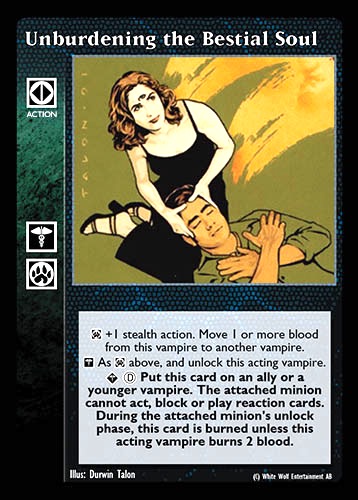 Unburdening the Bestial Soul
ACTION
TALON·01
+1 stealth action. Move 1 or more blood
from this vampire to another vampire.
As above, and unlock this acting vampire.
D Put this card on an ally or a
younger vampire. The attached minion
cannot act, block or play reaction cards.
During the attached minion's unlock
phase, this card is burned unless this
acting vampire burns 2 blood.
Illus: Durwin Talon
(C) White Wolf Entertainment AB